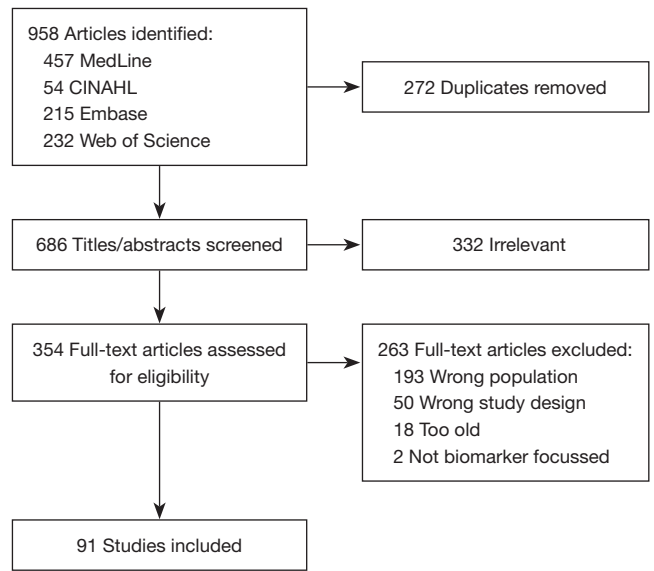 958 Articles identified:
457 MedLine
54 CINAHL
215 Embase
232 Web of Science
272 Duplicates removed
686 Titles/abstracts screened
332 Irrelevant
354 Full-text articles assessed
for eligibility
263 Full-text articles excluded:
193 Wrong population
50 Wrong study design
18 Too old
2 Not biomarker focussed
91 Studies included